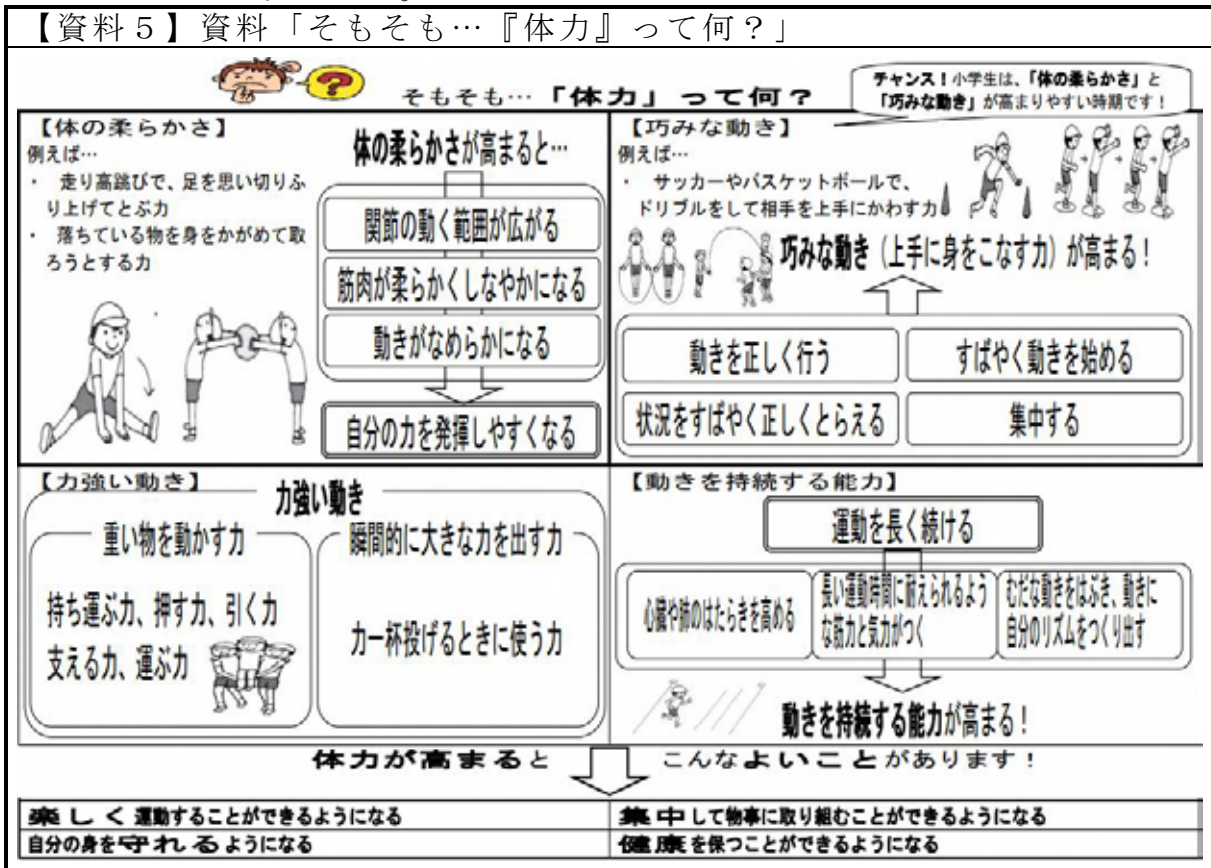 【資料５】資料「そもそも…『体力』って何？」
？
そもそも…「体力」って何？
チャンス！小学生は、「体の柔らかさ」と
「巧みな動き」が高まりやすい時期です！
【体の柔らかさ】
例えば…
・　走り高跳びで、足を思い切りふ
り上げてとぶ力
・　落ちている物を身をかがめて取
ろうとする力
体の柔らかさが高まると…
関節の動く範囲が広がる
筋肉が柔らかくしなやかになる
動きがなめらかになる
自分の力を発揮しやすくなる
【巧みな動き】
例えば…
・　サッカーやバスケットボールで、
ドリブルをして相手を上手にかわす力
巧みな動き（上手に身をこなす力）が高まる！
動きを正しく行う
すばやく動きを始める
状況をすばやく正しくとらえる
集中する
【力強い動き】
力強い動き
重い物を動かす力
持ち運ぶ力、押す力、引く力
支える力、運ぶ力
瞬間的に大きな力を出す力
力一杯投げるときに使う力
【動きを持続する能力】
運動を長く続ける
心臓や肺のはたらきを高める
長い運動時間に耐えられるよう
な筋力と気力がつく
むだな動きをはぶき、動きに
自分のリズムをつくり出す
動きを持続する能力が高まる！
体力が高まると　こんなよいことがあります！
楽しく運動することができるようになる
集中して物事に取り組むことができるようになる
自分の身を守れるようになる
健康を保つことができるようになる